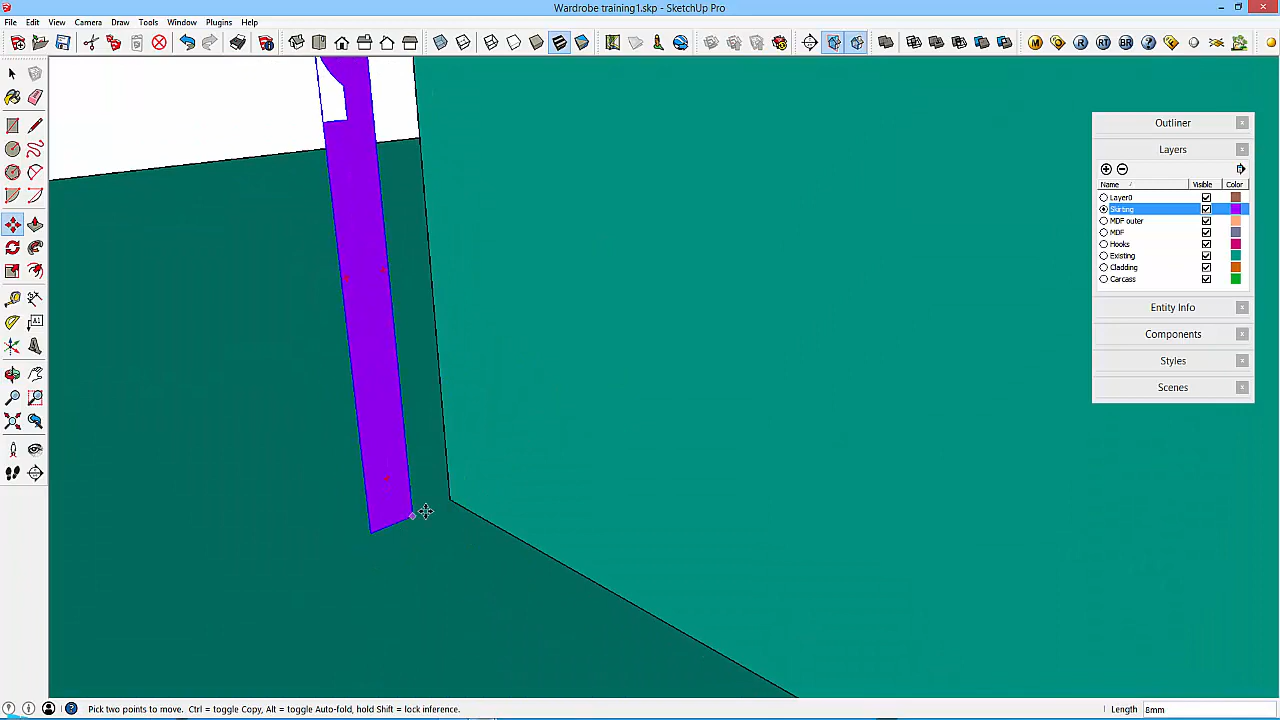 Wardrobe training1.skp - SketchUp Pro
File Edit View Camera Draw Tools Window Plugins Help
Outliner
Layers
Name Visible Color
Layer0
Skirting
MDF outer
MDF
Hooks
Existing
Cladding
Carcass
Entity Info
Components
Styles
Scenes
Pick two points to move. Ctrl = toggle Copy, Alt = toggle Auto-fold, hold Shift = lock inference.
Length 8mm